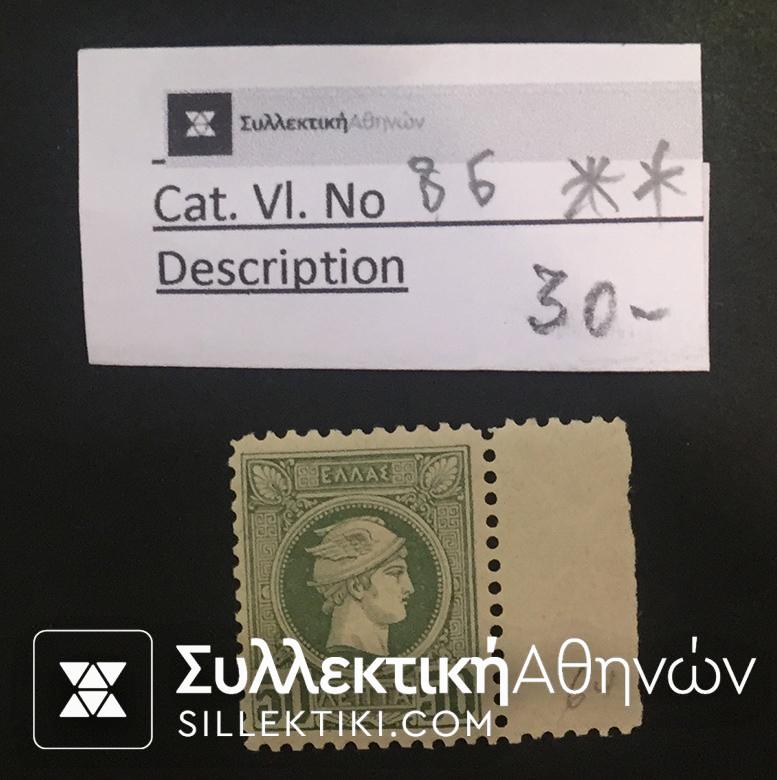 ΣυλλεκτικήΑθηνών
Cat. Vl. No 86 **
Description
30-
ΕΛΛΑΣ
ΣυλλεκτικήΑθηνών
SILLEKTIKI.COM